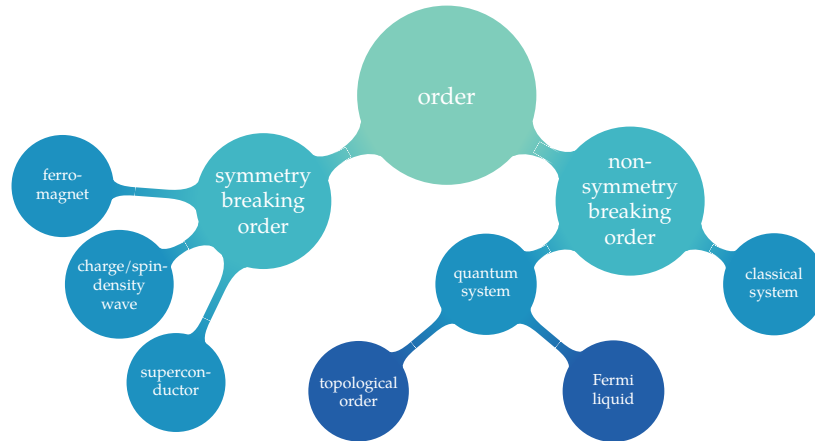 order
symmetry
breaking
order
non-
symmetry
breaking
order
ferro-
magnet
charge/spin-
density
wave
supercon-
ductor
quantum
system
classical
system
topological
order
Fermi
liquid